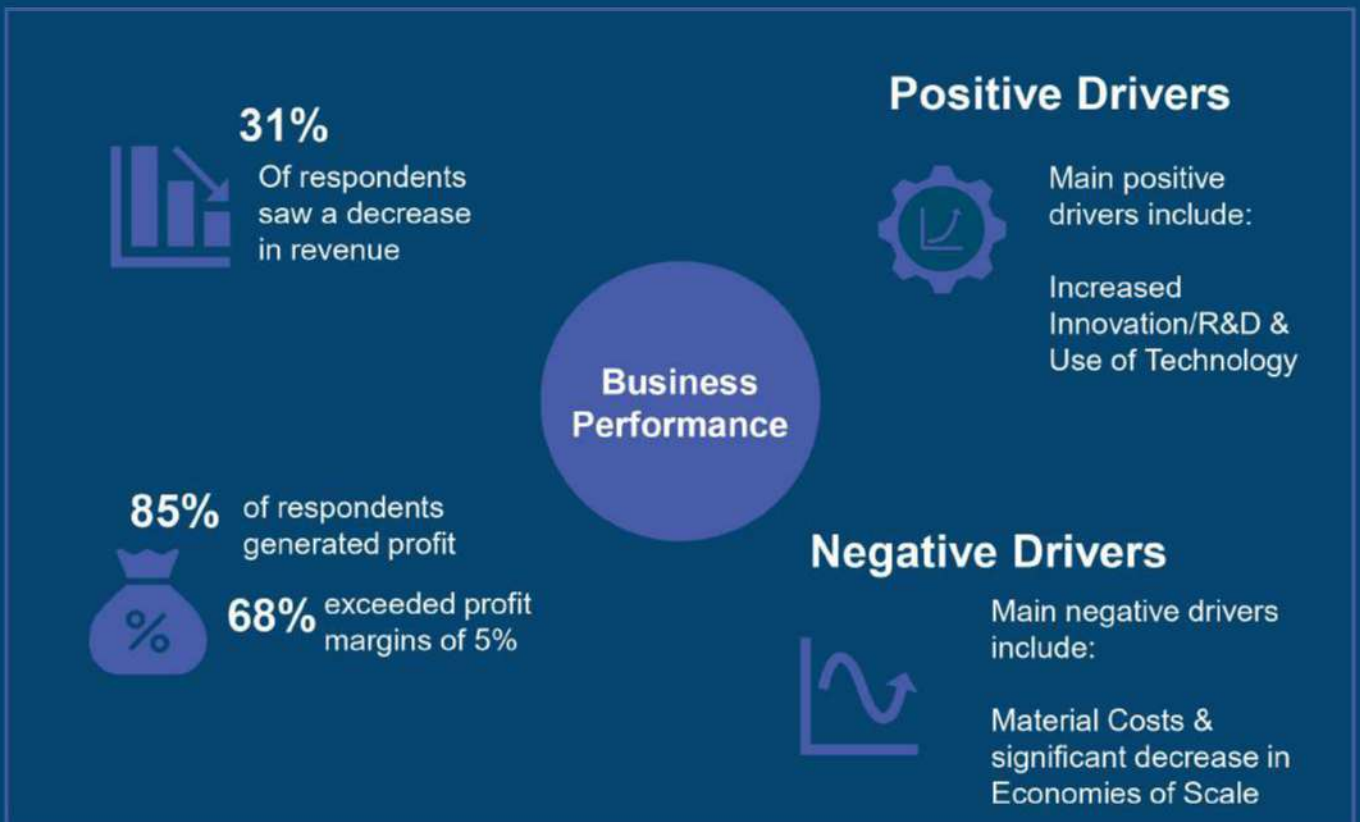 31%
Of respondents
saw a decrease
in revenue
85% of respondents
generated profit
68% exceeded profit
margins of 5%
%
Business
Performance
Positive Drivers
Main positive
drivers include:
Increased
Innovation/R&D &
Use of Technology
Negative Drivers
Main negative drivers
include:
Material Costs &
significant decrease in
Economies of Scale